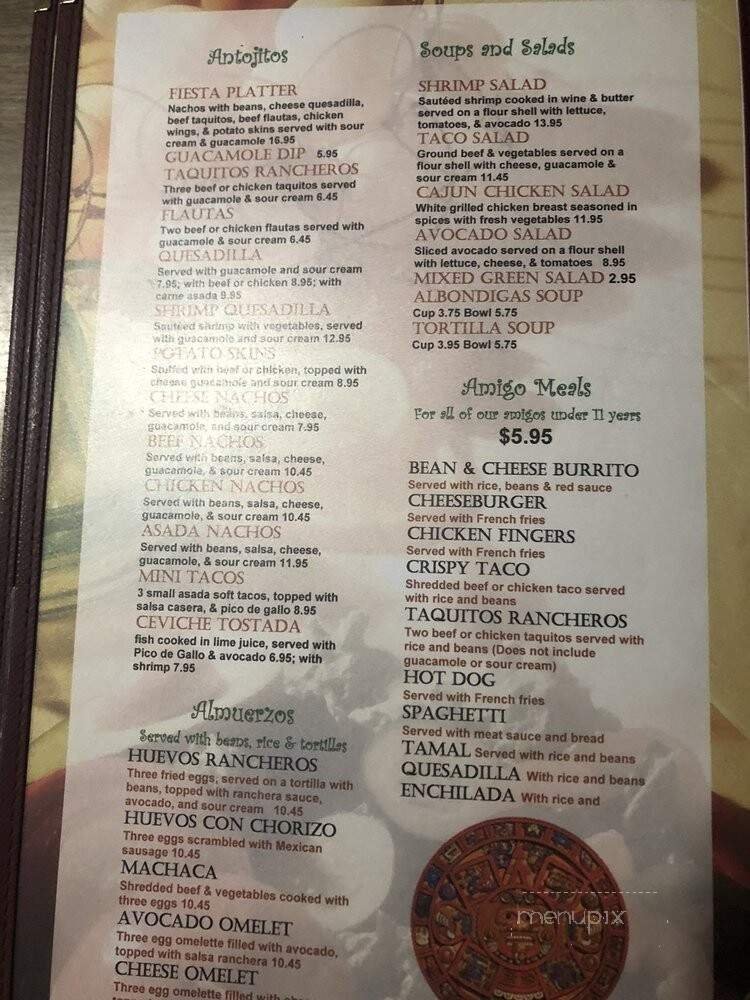 Antojitos
FIESTA PLATTER
Nachos with beans, cheese quesadilla,
beef taquitos, beef flautas, chicken
wings, & potato skins served with sour
cream & guacamole 16.95
GUACAMOLE DIP 5.95
TAQUITOS RANCHEROS
Three beef or chicken taquitos served
with guacamole & sour cream 6.45
FLAUTAS
Two beef or chicken flautas served with
guacamole & sour cream 6.45
QUESADILLA
Served with guacamole and sour cream
7.95; with beef or chicken 8.95; with
carne asada 9.95
SHRIMP QUESADILLA
Sautéed shrimp with vegetables, served
with guacamole and sour cream 12.95
POTATO SKINS
Stuffed with beef or chicken, topped with
cheese guacamole and sour cream 8.95
CHEESE NACHOS
Served with beans, salsa, cheese,
guacamole, and sour cream 7.95
BEEF NACHOS
Served with beans, salsa, cheese,
guacamole, & sour cream 10.45
CHICKEN NACHOS
Served with beans, salsa, cheese,
guacamole, & sour cream 10.45
ASADA NACHOS
Served with beans, salsa, cheese,
guacamole, & sour cream 11.95
MINI TACOS
3 small asada soft tacos, topped with
salsa casera, & pico de gallo 8.95
CEVICHE TOSTADA
fish cooked in lime juice, served with
Pico de Gallo & avocado 6.95; with
shrimp 7.95
Almuerzos
Served with beans, rice & tortillas
HUEVOS RANCHEROS
Three fried eggs, served on a tortilla with
beans, topped with ranchera sauce,
avocado, and sour cream 10.45
HUEVOS CON CHORIZO
Three eggs scrambled with Mexican
sausage 10.45
MACHACA
Shredded beef & vegetables cooked with
three eggs 10.45
AVOCADO OMELET
Three egg omelette filled with avocado,
topped with salsa ranchera 10.45
CHEESE OMELET
Three egg omelette filled with
Soups and Salads
SHRIMP SALAD
Sautéed shrimp cooked in wine & butter
served on a flour shell with lettuce,
tomatoes, & avocado 13.95
TACO SALAD
Ground beef & vegetables served on a
flour shell with cheese, guacamole &
sour cream 11.45
CAJUN CHICKEN SALAD
White grilled chicken breast seasoned in
spices with fresh vegetables 11.95
AVOCADO SALAD
Sliced avocado served on a flour shell
with lettuce, cheese, & tomatoes 8.95
MIXED GREEN SALAD 2.95
ALBONDIGAS SOUP
Cup 3.75 Bowl 5.75
TORTILLA SOUP
Cup 3.95 Bowl 5.75
Amigo Meals
For all of our amigos under 11 years
$5.95
BEAN & CHEESE BURRITO
Served with rice, beans & red sauce
CHEESEBURGER
Served with French fries
CHICKEN FINGERS
Served with French fries
CRISPY TACO
Shredded beef or chicken taco served
with rice and beans
TAQUITOS RANCHEROS
Two beef or chicken taquitos served with
rice and beans (Does not include
guacamole or sour cream)
HOT DOG
Served with French fries
SPAGHETTI
Served with meat sauce and bread
TAMAL Served with rice and beans
QUESADILLA With rice and beans
ENCHILADA With rice and
menupix